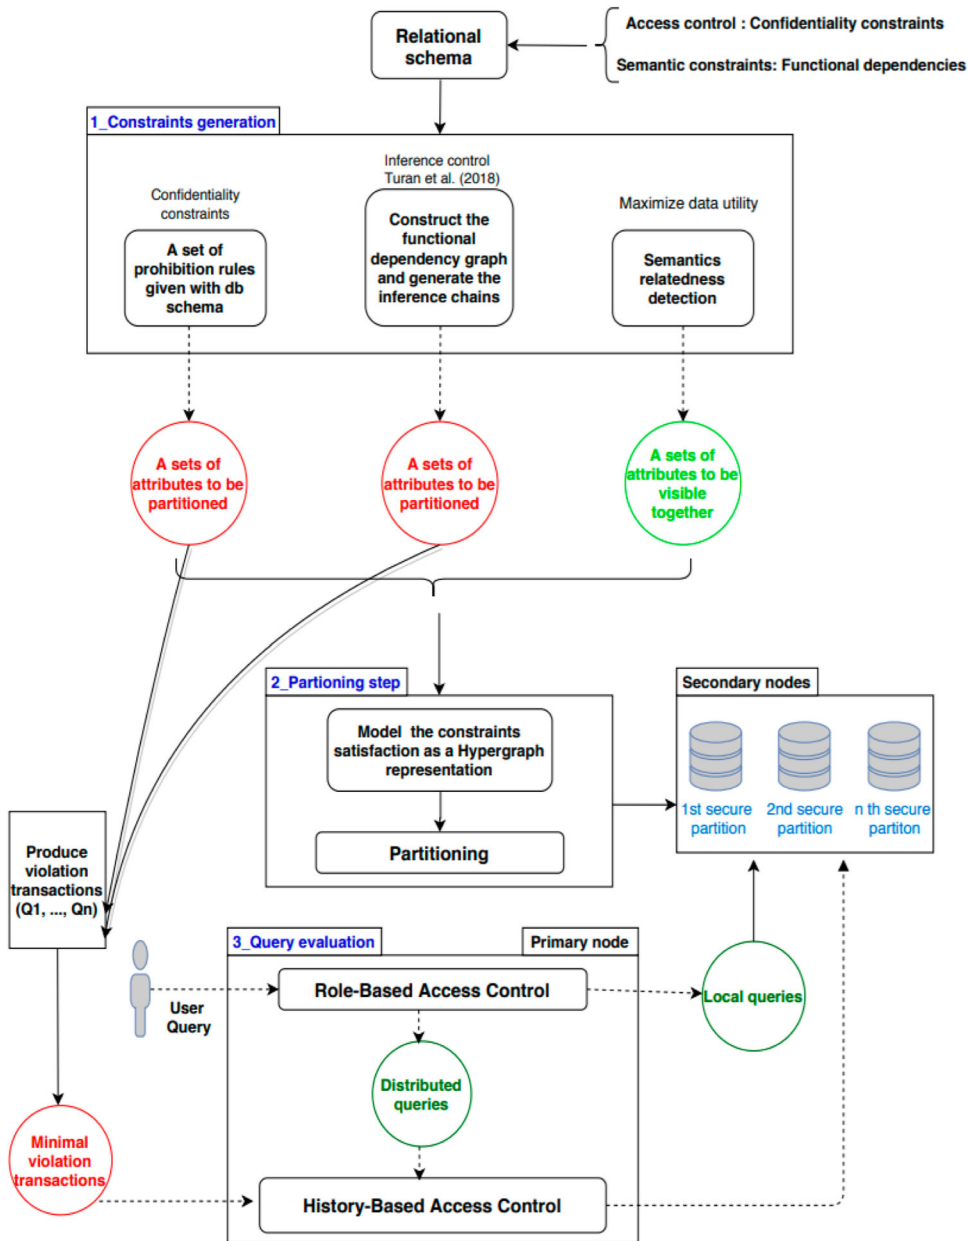 Relational
schema
Access control : Confidentiality constraints
Semantic constraints: Functional dependencies
1_Constraints generation
Confidentiality
constraints
A set of
prohibition rules
given with db
schema
Inference control
Turan et al. (2018)
Construct the
functional
dependency graph
and generate the
inference chains
Maximize data utility
Semantics
relatedness
detection
A sets of
attributes to be
partitioned
A sets of
attributes to be
partitioned
A sets of
attributes to be
visible
together
2_Partioning step
Model the constraints
satisfaction as a Hypergraph
representation
Partitioning
Secondary nodes
1st secure
partition
2nd secure
partition
n th secure
partiton
Produce
violation
transactions
(Q1, ..., Qn)
3_Query evaluation
Primary node
User
Query
Role-Based Access Control
Local queries
Distributed
queries
Minimal
violation
transactions
History-Based Access Control